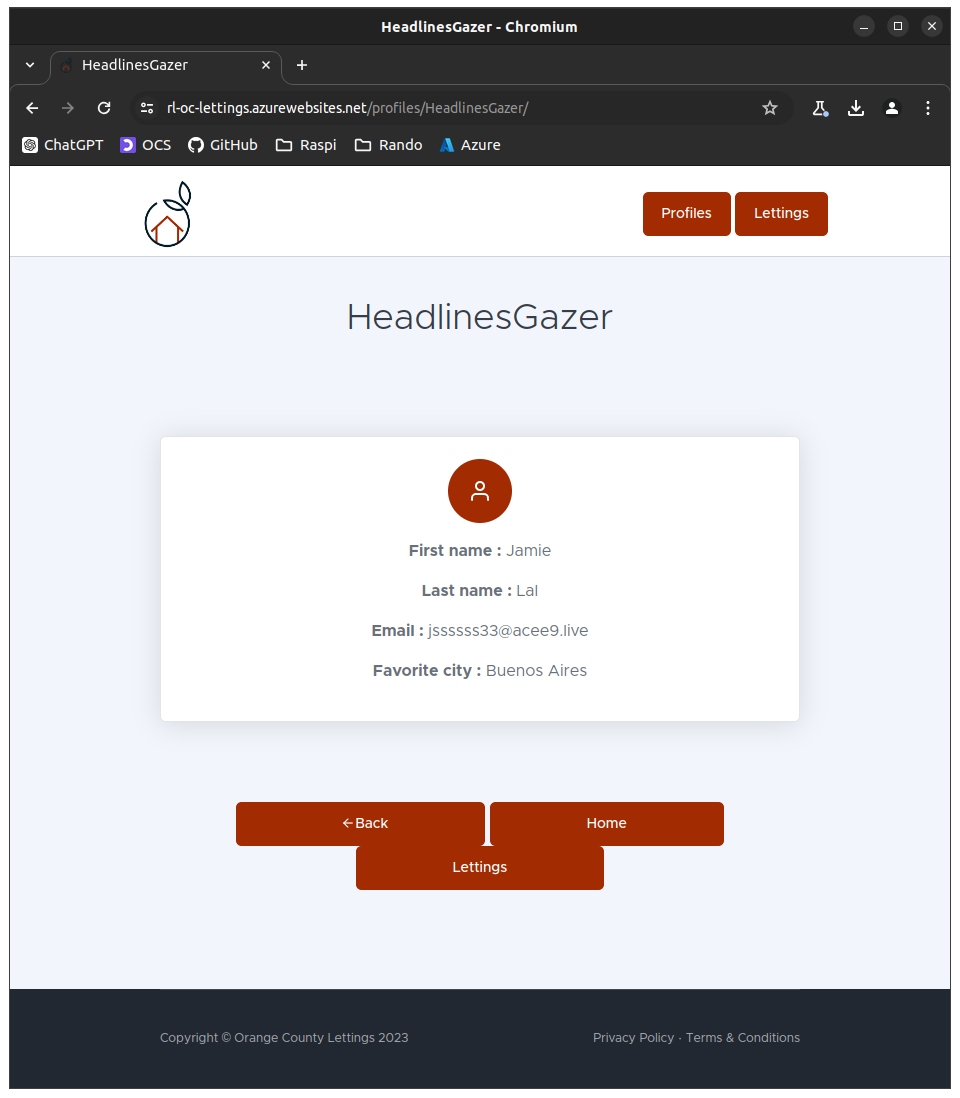 HeadlinesGazer - Chromium
HeadlinesGazer
rl-oc-lettings.azurewebsites.net/profiles/HeadlinesGazer/
ChatGPT OCS GitHub Raspi Rando Azure
Profiles Lettings
HeadlinesGazer
First name : Jamie
Last name : Lal
Email : jssssss33@acee9.live
Favorite city : Buenos Aires
←Back Home
Lettings
Copyright © Orange County Lettings 2023 Privacy Policy · Terms & Conditions